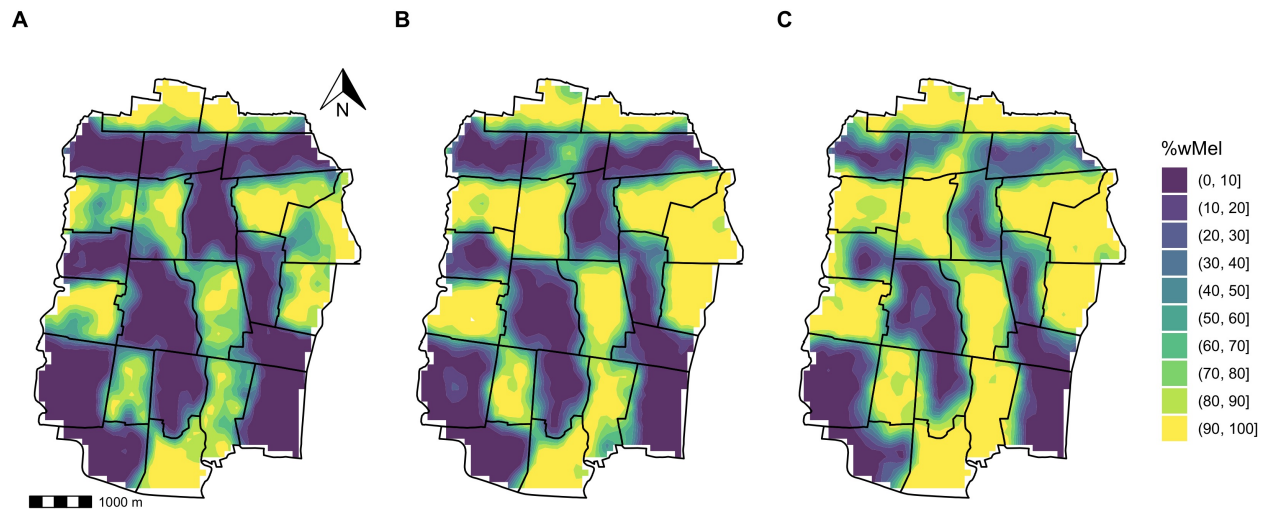 A
B
C
N
%wMel
(0, 10]
(10, 20]
(20, 30]
(30, 40]
(40, 50]
(50, 60]
(60, 70]
(70, 80]
(80, 90]
(90, 100]
1000 m